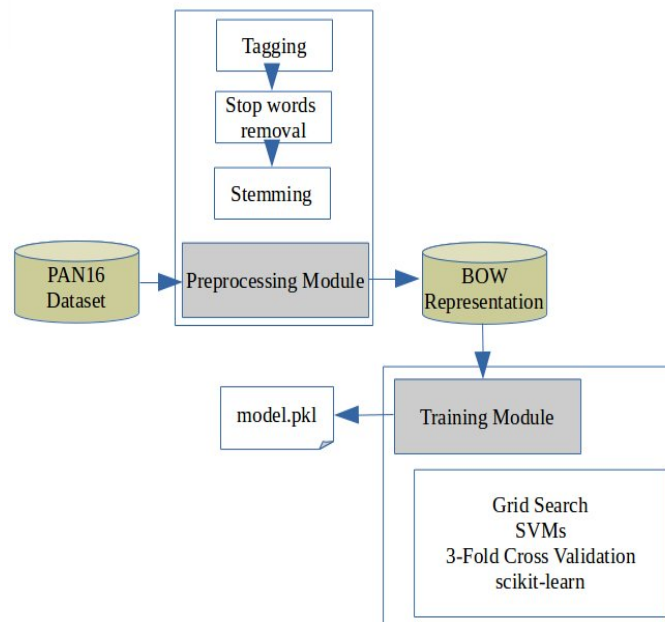 Tagging
Stop words
removal
Stemming
PAN16
Dataset
Preprocessing Module
BOW
Representation
model.pkl
Training Module
Grid Search
SVMs
3-Fold Cross Validation
scikit-learn